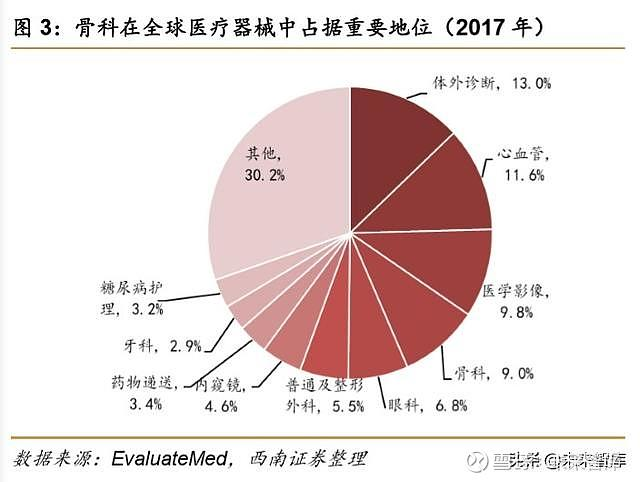 图 3：骨科在全球医疗器械中占据重要地位（2017 年）
体外诊断, 13.0%
心血管,
11.6%
医学影像,
9.8%
骨科, 9.0%
眼科, 6.8%
普通及整形
外科, 5.5%
内窥镜,
4.6%
药物递送,
3.4%
牙科, 2.9%
糖尿病护
理, 3.2%
其他,
30.2%
数据来源：EvaluateMed，西南证券整理
头条 @未来智库